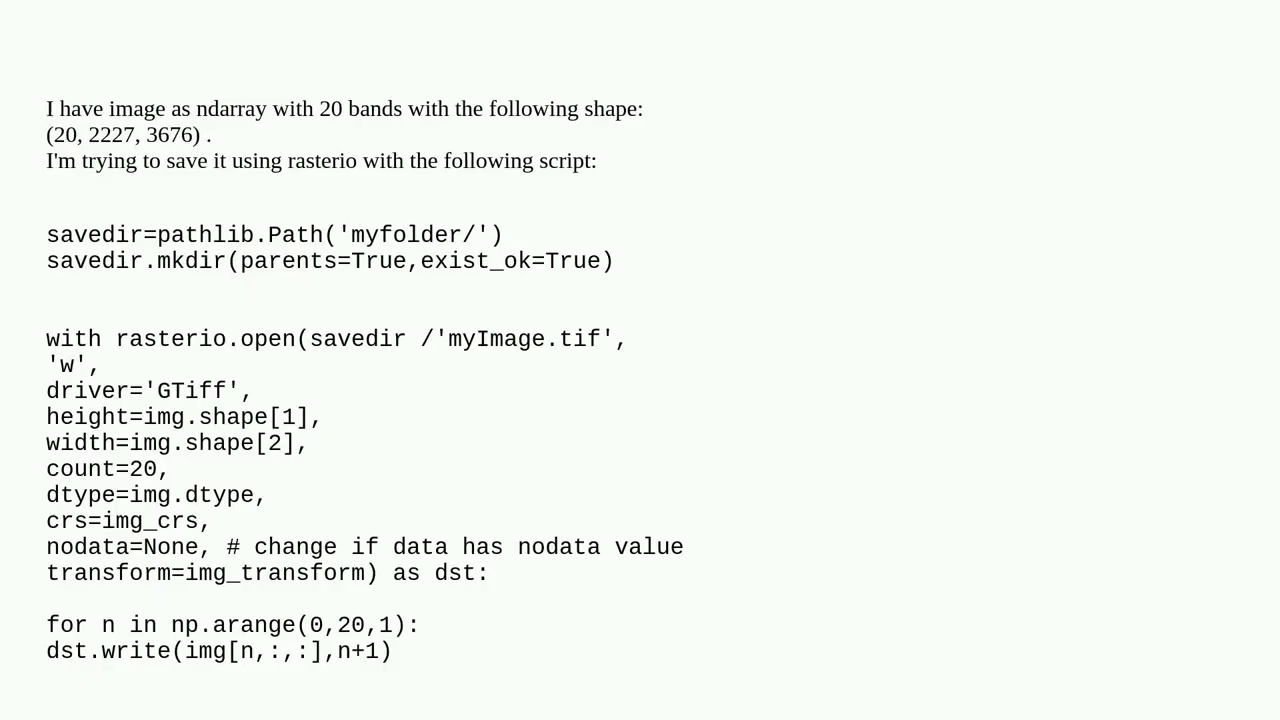 I have image as ndarray with 20 bands with the following shape:
(20, 2227, 3676) .
I'm trying to save it using rasterio with the following script:
savedir=pathlib.Path('myfolder/')
savedir.mkdir(parents=True,exist_ok=True)
with rasterio.open(savedir /'myImage.tif',
'w',
driver='GTiff',
height=img.shape[1],
width=img.shape[2],
count=20,
dtype=img.dtype,
crs=img_crs,
nodata=None, # change if data has nodata value
transform=img_transform) as dst:
for n in np.arange(0,20,1):
dst.write(img[n,:,:],n+1)